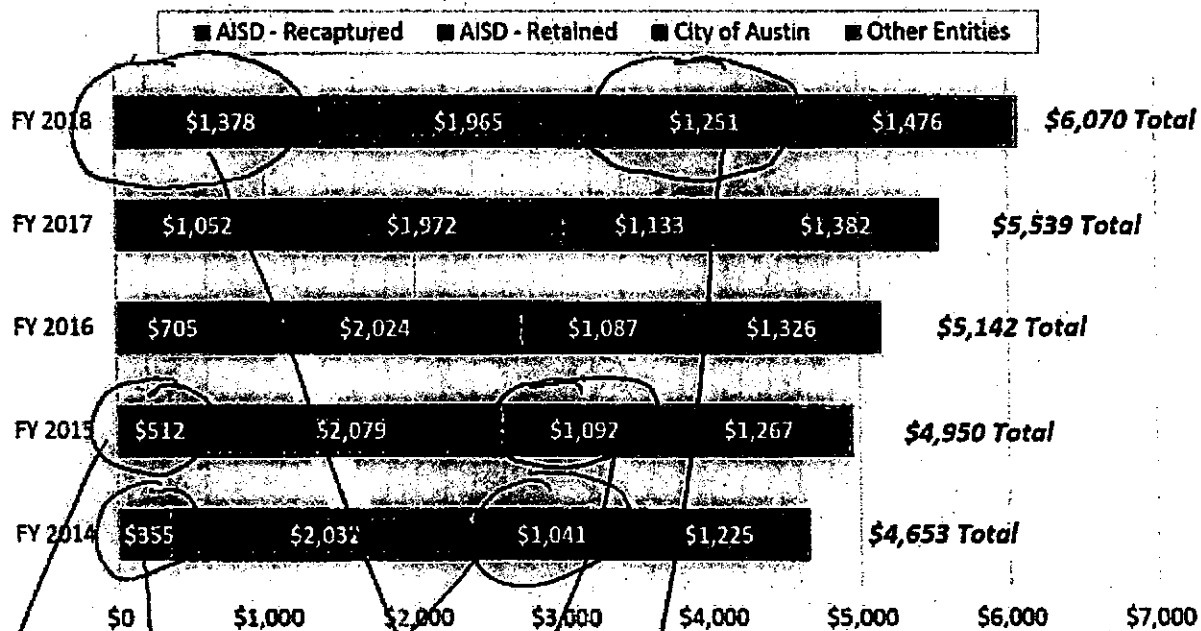 AISD - Recaptured AISD - Retained City of Austin Other Entities
FY 2018 $1,378 $1,965 $1,251 $1,476 $6,070 Total
FY 2017 $1,052 $1,972 $1,133 $1,382 $5,539 Total
FY 2016 $705 $2,024 $1,087 $1,326 $5,142 Total
FY 2015 $512 $2,079 $1,092 $1,267 $4,950 Total
FY 2014 $355 $2,032 $1,041 $1,225 $4,653 Total
$0 $1,000 $2,000 $3,000 $4,000 $5,000 $6,000 $7,000